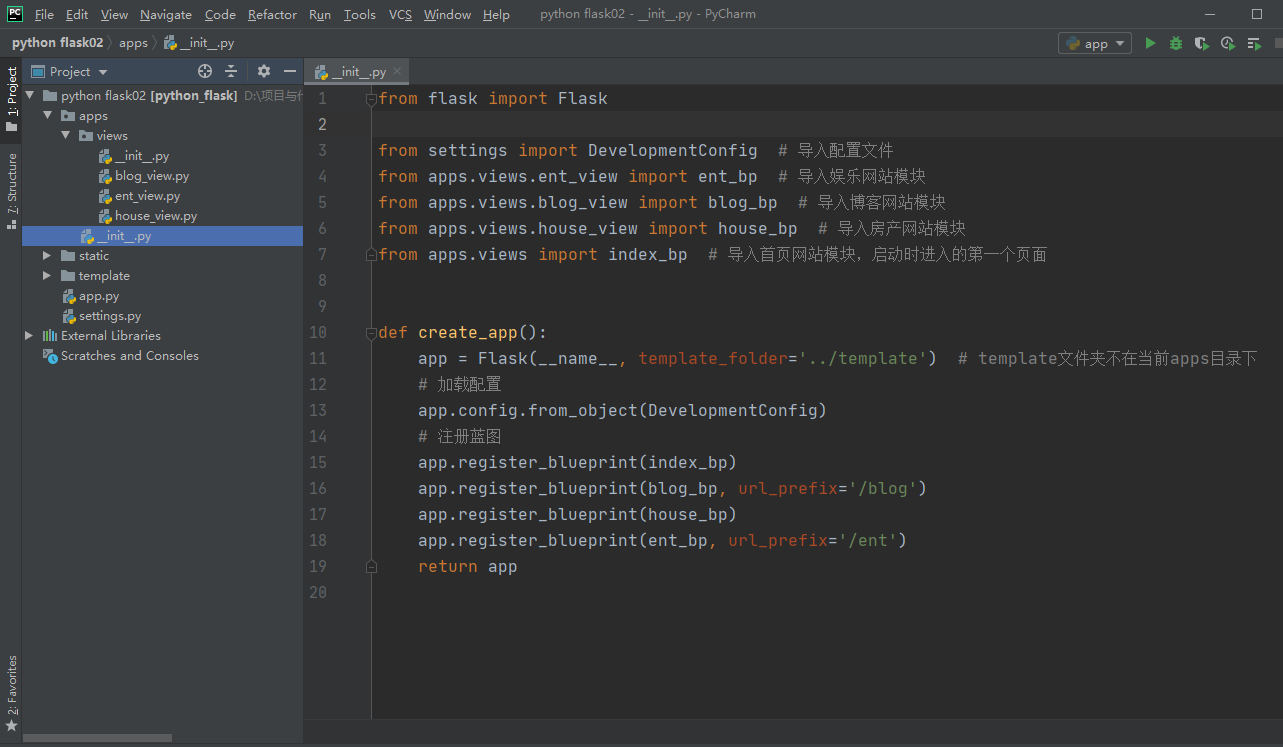 PC File Edit View Navigate Code Refactor Run Tools VCS Window Help python flask02 - __init__.py - PyCharm
python flask02 apps __init__.py app
1: Project
Project
__init__.py
python flask02 [python_flask] D:\项目与
apps
views
__init__.py
blog_view.py
ent_view.py
house_view.py
__init__.py
static
template
app.py
settings.py
External Libraries
Scratches and Consoles
7: Structure
2: Favorites
1 from flask import Flask
2
3 from settings import DevelopmentConfig # 导入配置文件
4 from apps.views.ent_view import ent_bp # 导入娱乐网站模块
5 from apps.views.blog_view import blog_bp # 导入博客网站模块
6 from apps.views.house_view import house_bp # 导入房产网站模块
7 from apps.views import index_bp # 导入首页网站模块，启动时进入的第一个页面
8
9
10 def create_app():
11 app = Flask(__name__, template_folder='../template') # template文件夹不在当前apps目录下
12 # 加载配置
13 app.config.from_object(DevelopmentConfig)
14 # 注册蓝图
15 app.register_blueprint(index_bp)
16 app.register_blueprint(blog_bp, url_prefix='/blog')
17 app.register_blueprint(house_bp)
18 app.register_blueprint(ent_bp, url_prefix='/ent')
19 return app
20